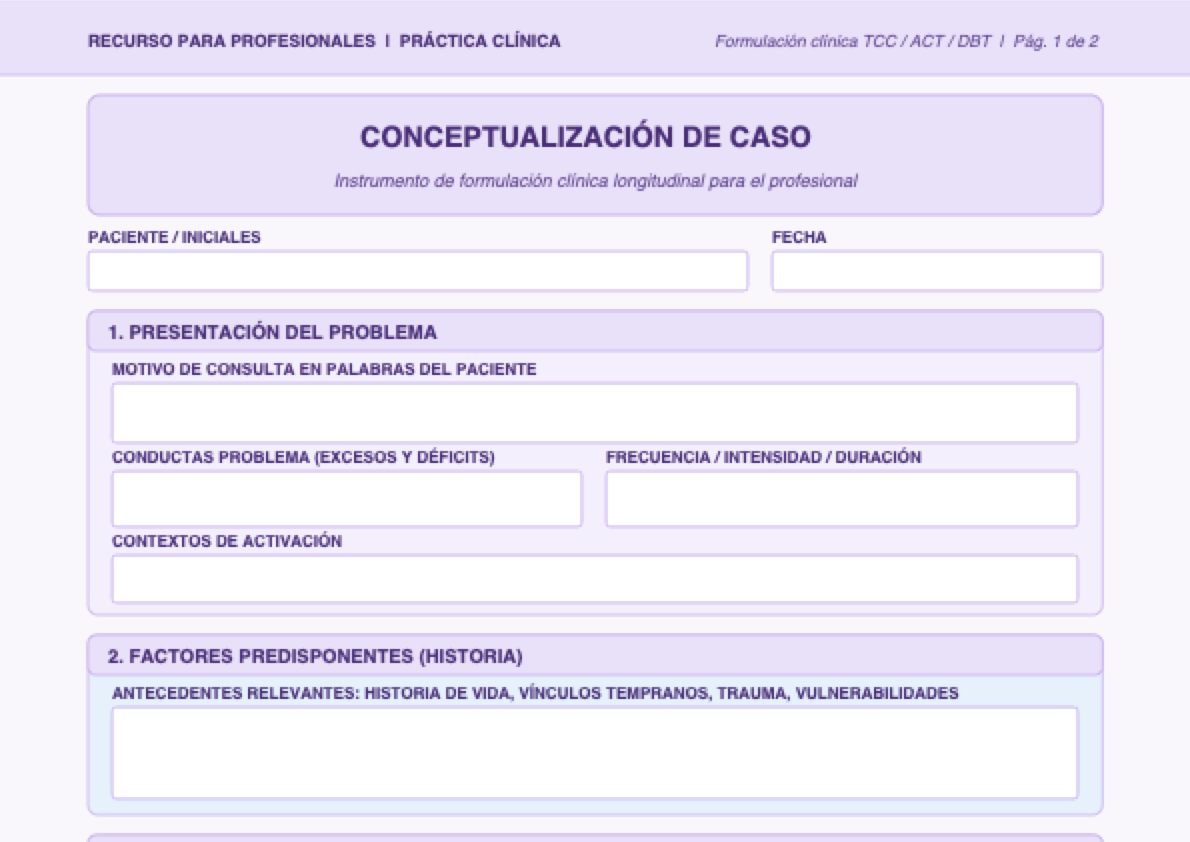 RECURSO PARA PROFESIONALES | PRÁCTICA CLÍNICA
Formulación clínica TCC / ACT / DBT | Pág. 1 de 2
CONCEPTUALIZACIÓN DE CASO
Instrumento de formulación clínica longitudinal para el profesional
PACIENTE / INICIALES
FECHA
1. PRESENTACIÓN DEL PROBLEMA
MOTIVO DE CONSULTA EN PALABRAS DEL PACIENTE
CONDUCTAS PROBLEMA (EXCESOS Y DÉFICITS)
FRECUENCIA / INTENSIDAD / DURACIÓN
CONTEXTOS DE ACTIVACIÓN
2. FACTORES PREDISPONENTES (HISTORIA)
ANTECEDENTES RELEVANTES: HISTORIA DE VIDA, VÍNCULOS TEMPRANOS, TRAUMA, VULNERABILIDADES